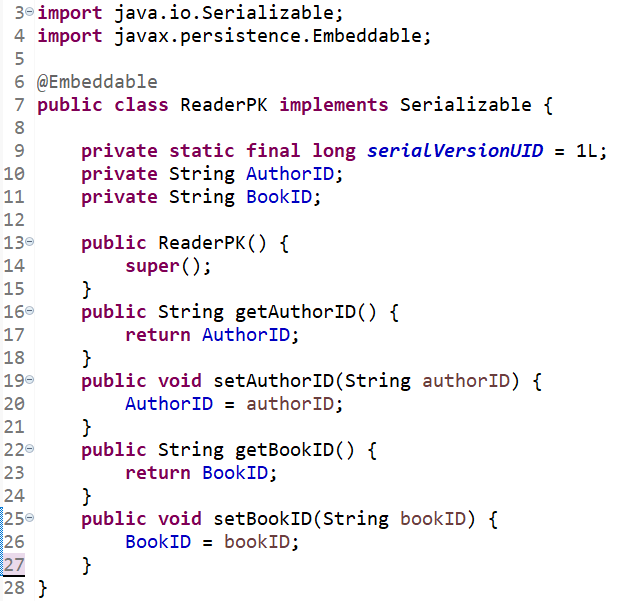 3 import java.io.Serializable;
4 import javax.persistence.Embeddable;
5
6 @Embeddable
7 public class ReaderPK implements Serializable {
8
9     private static final long serialVersionUID = 1L;
10     private String AuthorID;
11     private String BookID;
12
13     public ReaderPK() {
14         super();
15     }
16     public String getAuthorID() {
17         return AuthorID;
18     }
19     public void setAuthorID(String authorID) {
20         AuthorID = authorID;
21     }
22     public String getBookID() {
23         return BookID;
24     }
25     public void setBookID(String bookID) {
26         BookID = bookID;
27     }
28 }